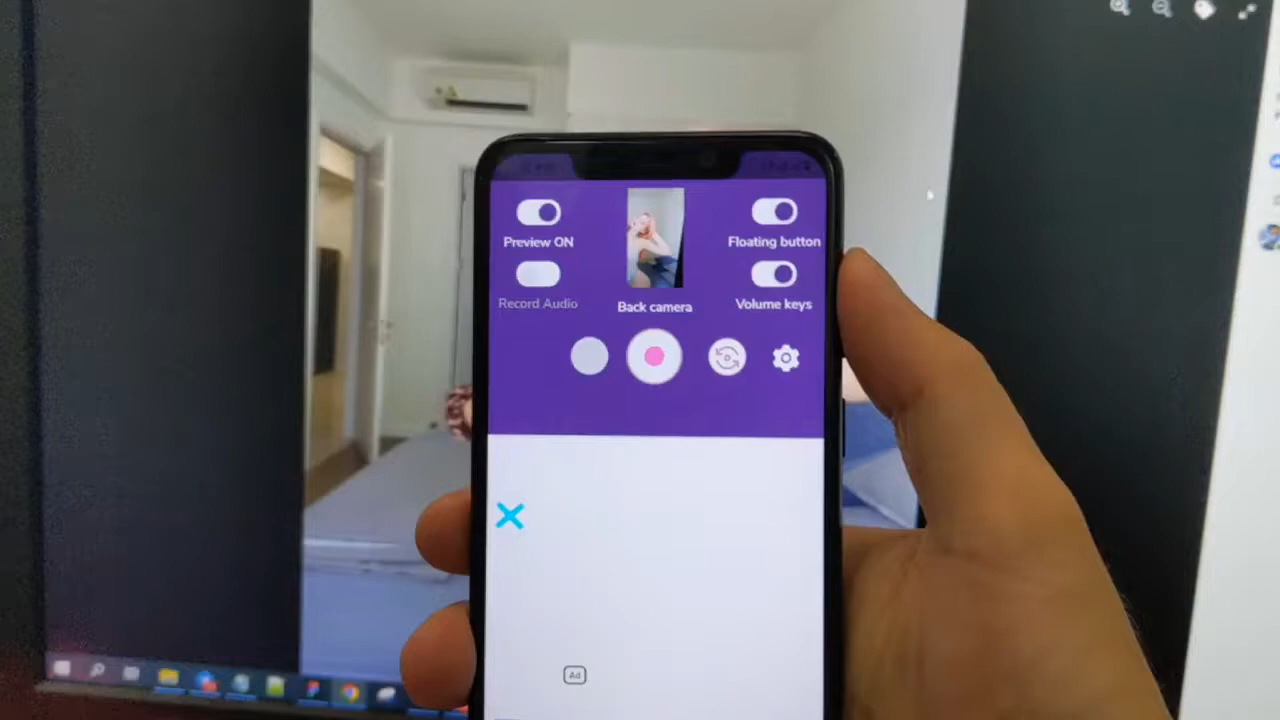 Preview ON
Floating button
Record Audio
Back camera
Volume keys
Ad